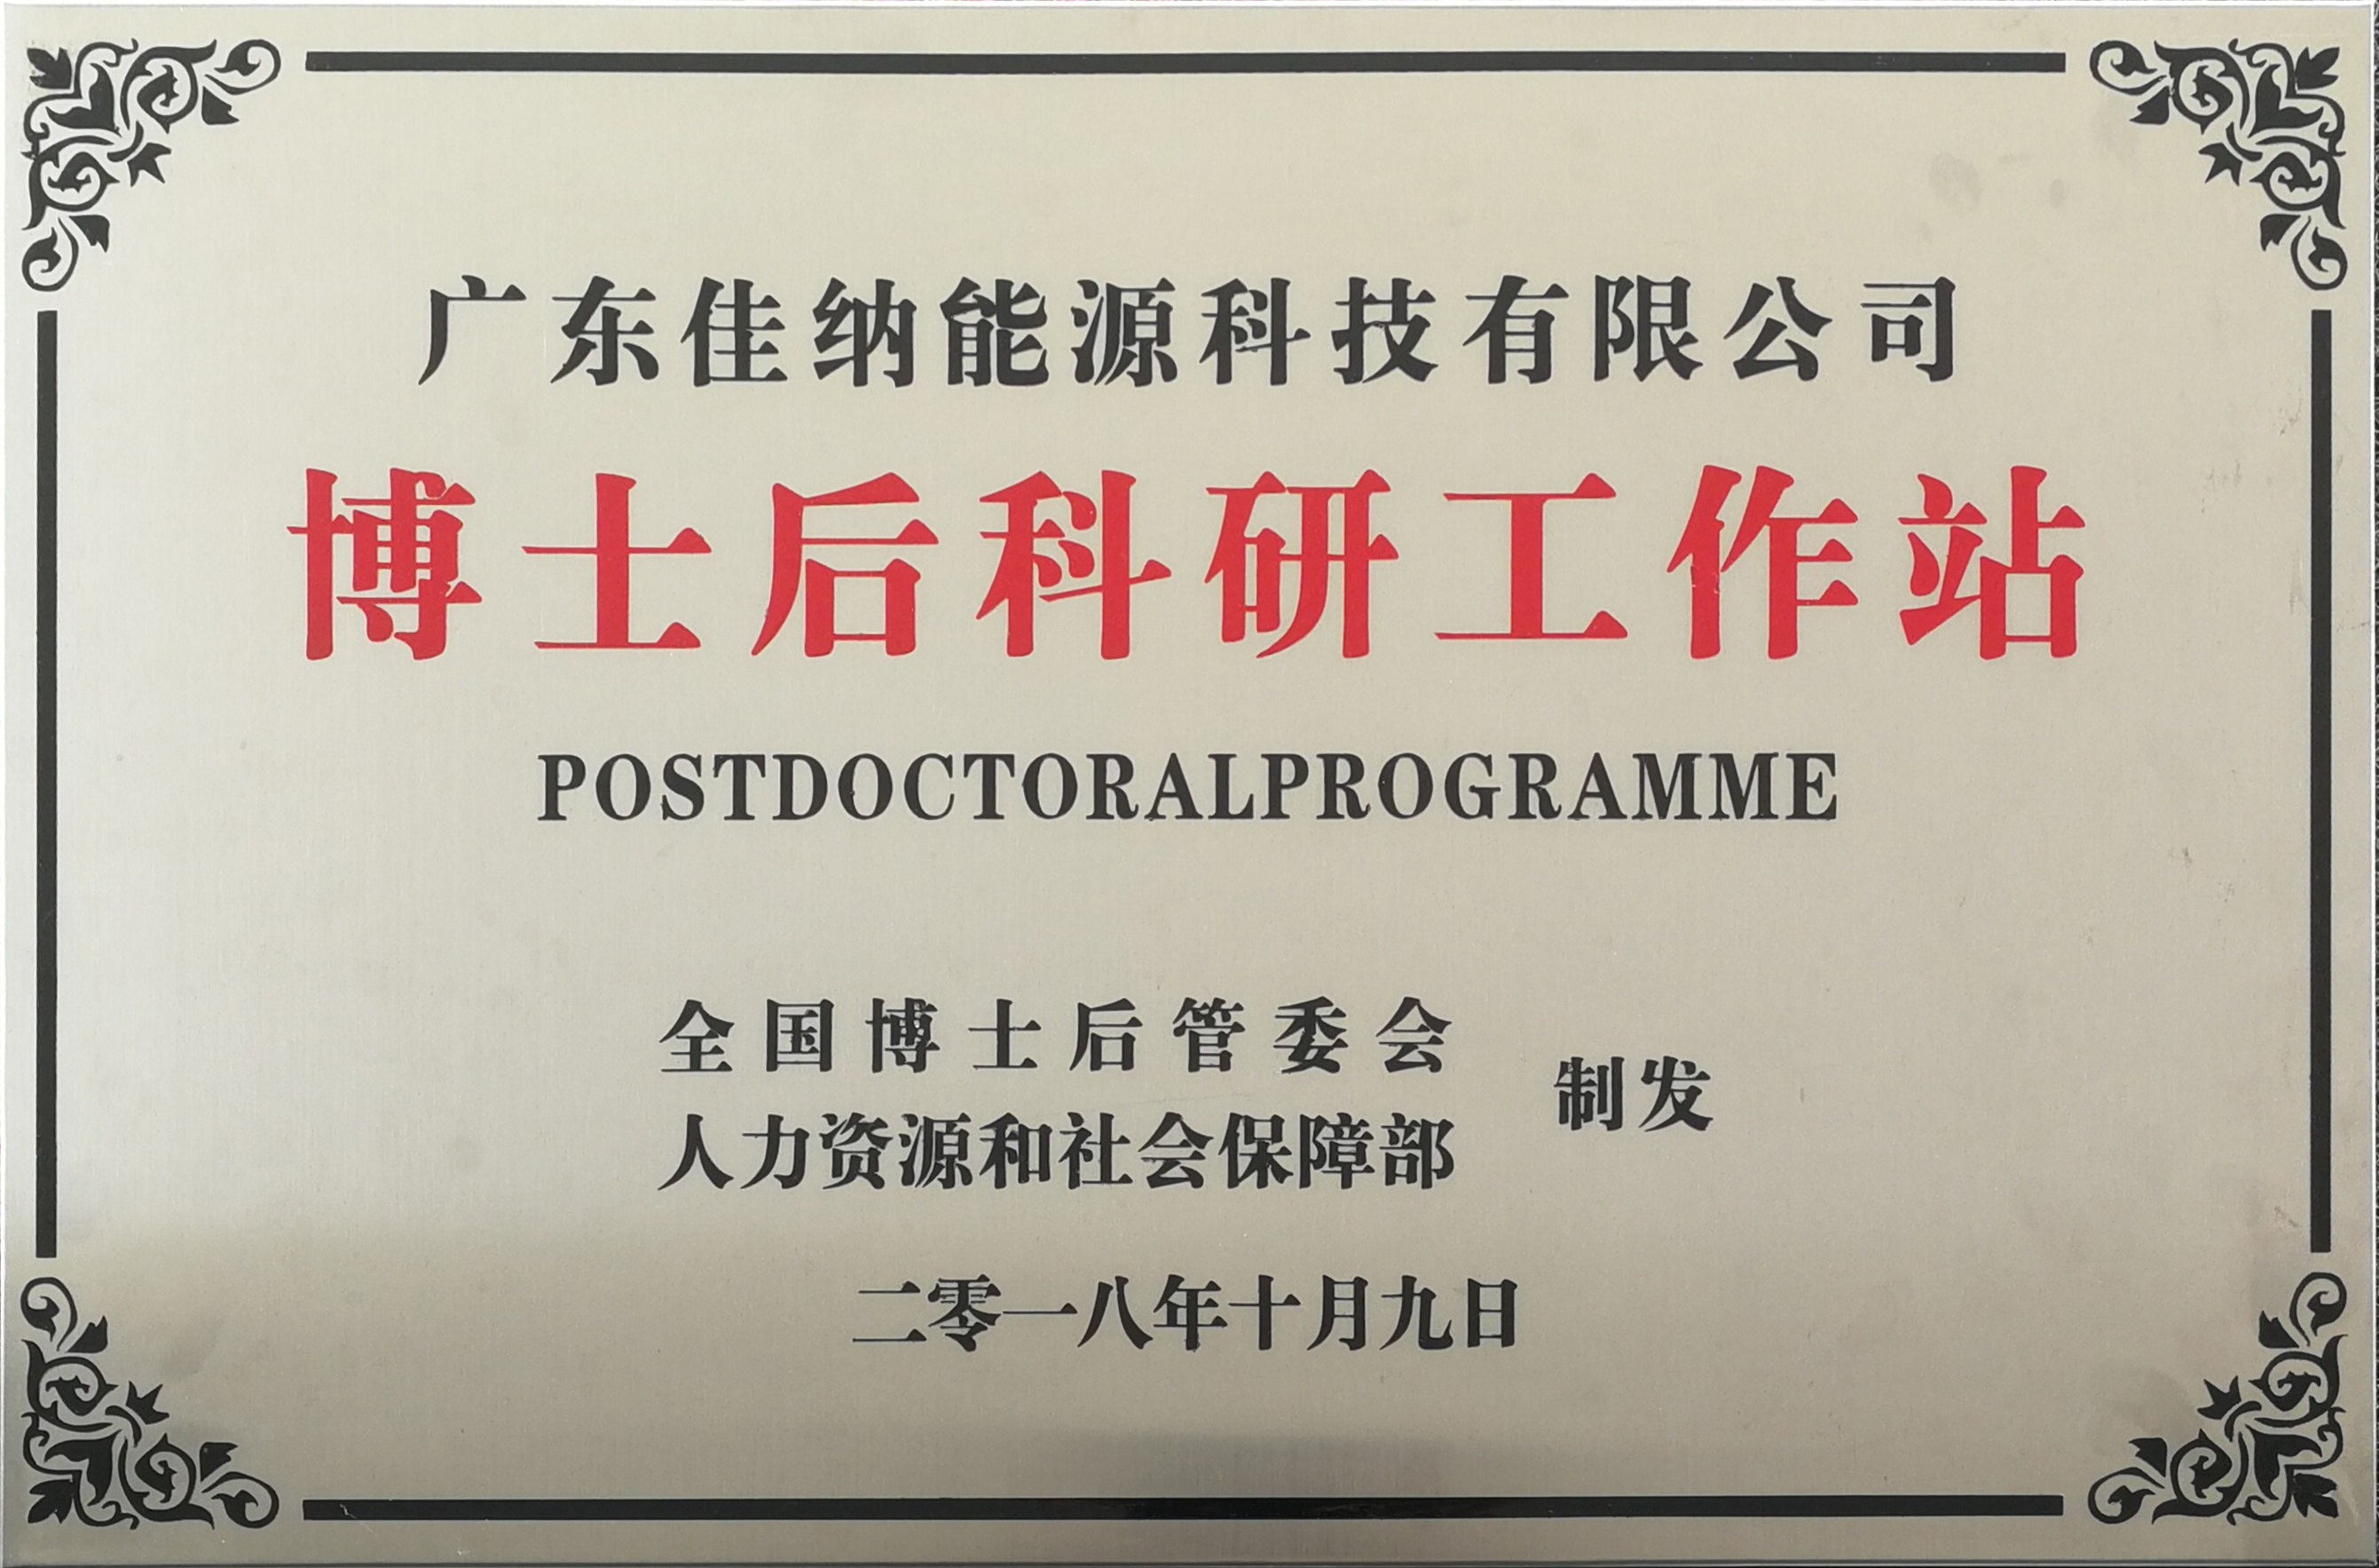 广东佳纳能源科技有限公司
博士后科研工作站
POSTDOCTORALPROGRAMME
全国博士后管委会
人力资源和社会保障部
制发
二零一八年十月九日